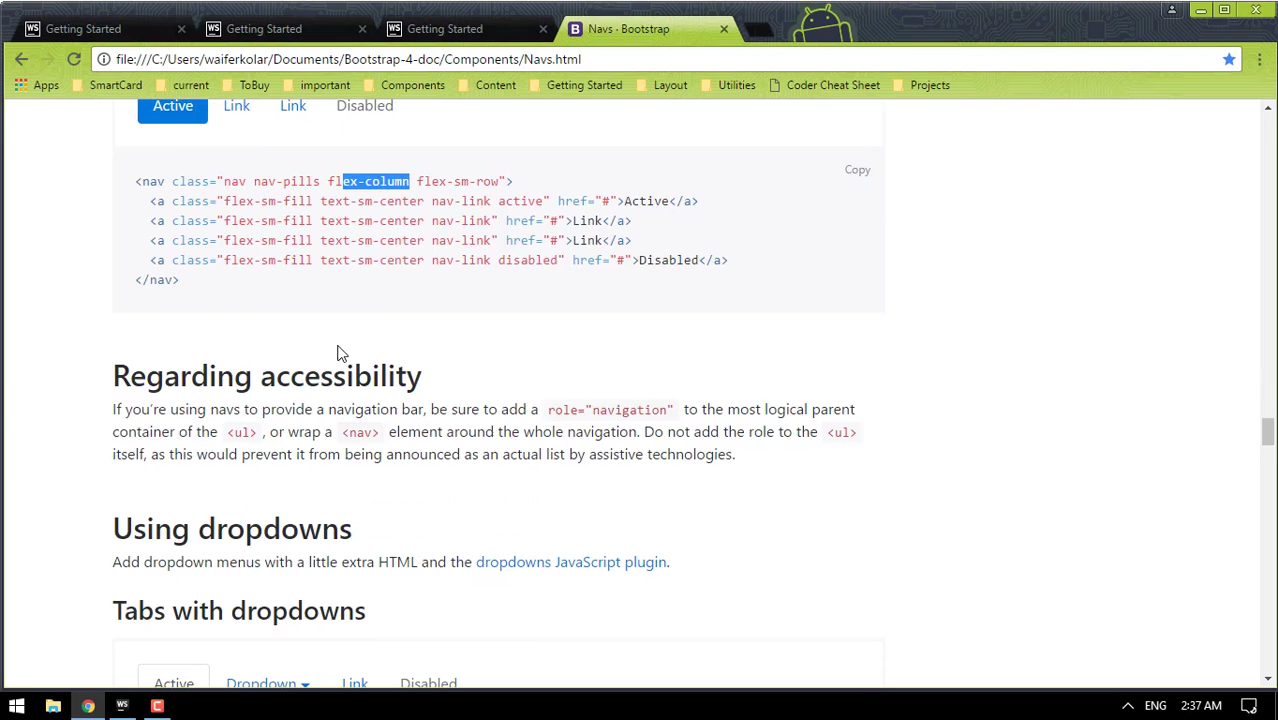 Getting Started
Getting Started
Getting Started
Navs · Bootstrap
file:///C:/Users/waiferkolar/Documents/Bootstrap-4-doc/Components/Navs.html
Apps SmartCard current ToBuy important Components Content Getting Started Layout Utilities Coder Cheat Sheet Projects
Active Link Link Disabled
Copy
<nav class="nav nav-pills flex-column flex-sm-row">
<a class="flex-sm-fill text-sm-center nav-link active" href="#">Active</a>
<a class="flex-sm-fill text-sm-center nav-link" href="#">Link</a>
<a class="flex-sm-fill text-sm-center nav-link" href="#">Link</a>
<a class="flex-sm-fill text-sm-center nav-link disabled" href="#">Disabled</a>
</nav>
Regarding accessibility
If you’re using navs to provide a navigation bar, be sure to add a role="navigation" to the most logical parent
container of the <ul>, or wrap a <nav> element around the whole navigation. Do not add the role to the <ul>
itself, as this would prevent it from being announced as an actual list by assistive technologies.
Using dropdowns
Add dropdown menus with a little extra HTML and the dropdowns JavaScript plugin.
Tabs with dropdowns
Active Dropdown Link Disabled
ENG 2:37 AM